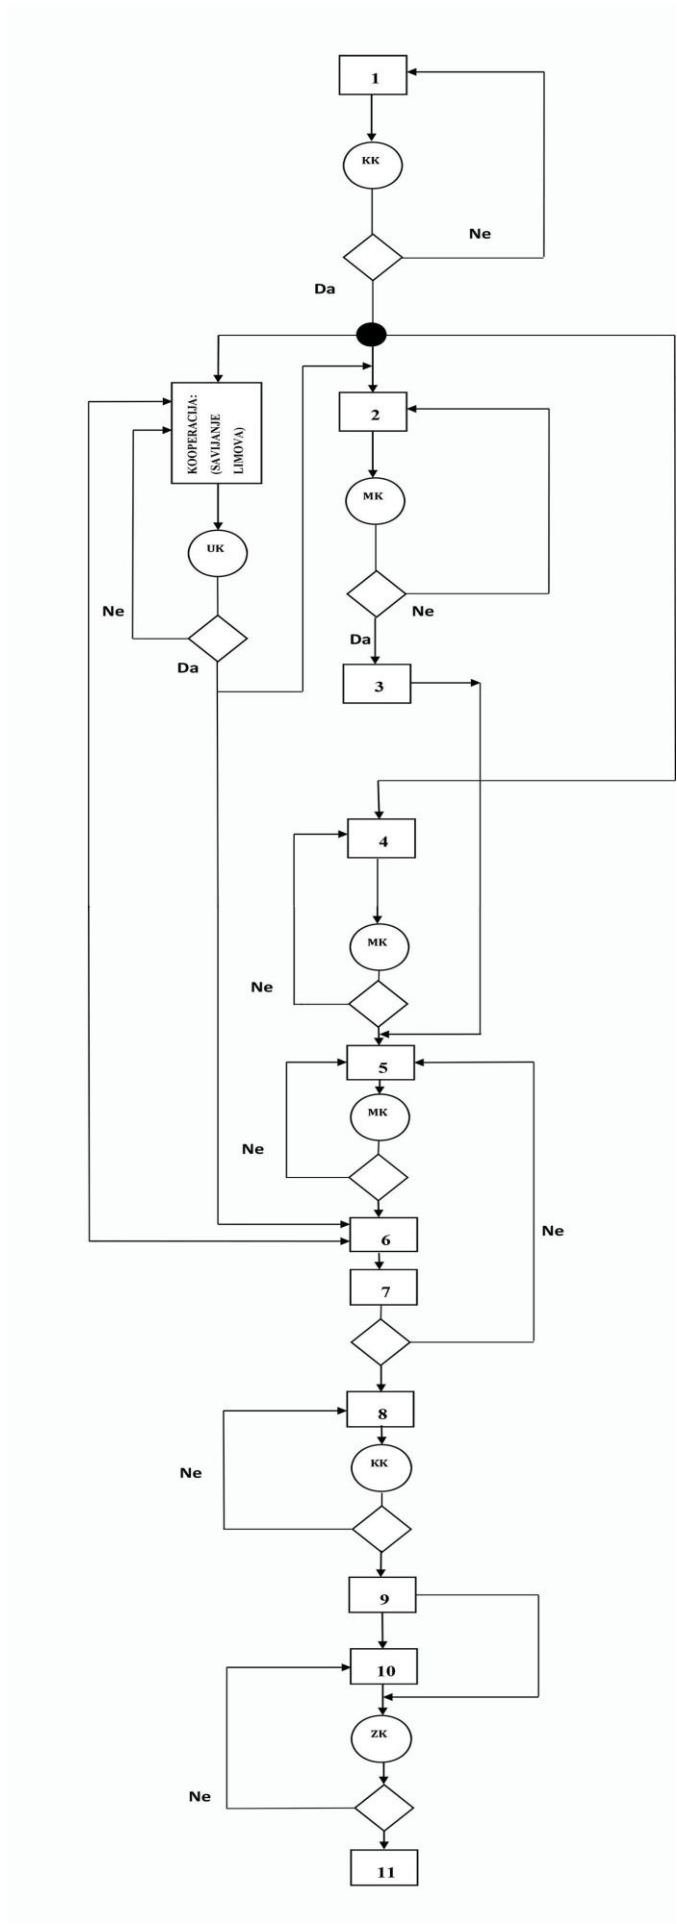 1
KK
Ne
Da
KOOPERACIJA:
(SAVIJANJE
LIMOVA)
2
MK
UK
Ne
Ne
Da
Da
3
4
MK
Ne
5
MK
Ne
6
Ne
7
8
KK
Ne
9
10
ZK
Ne
11